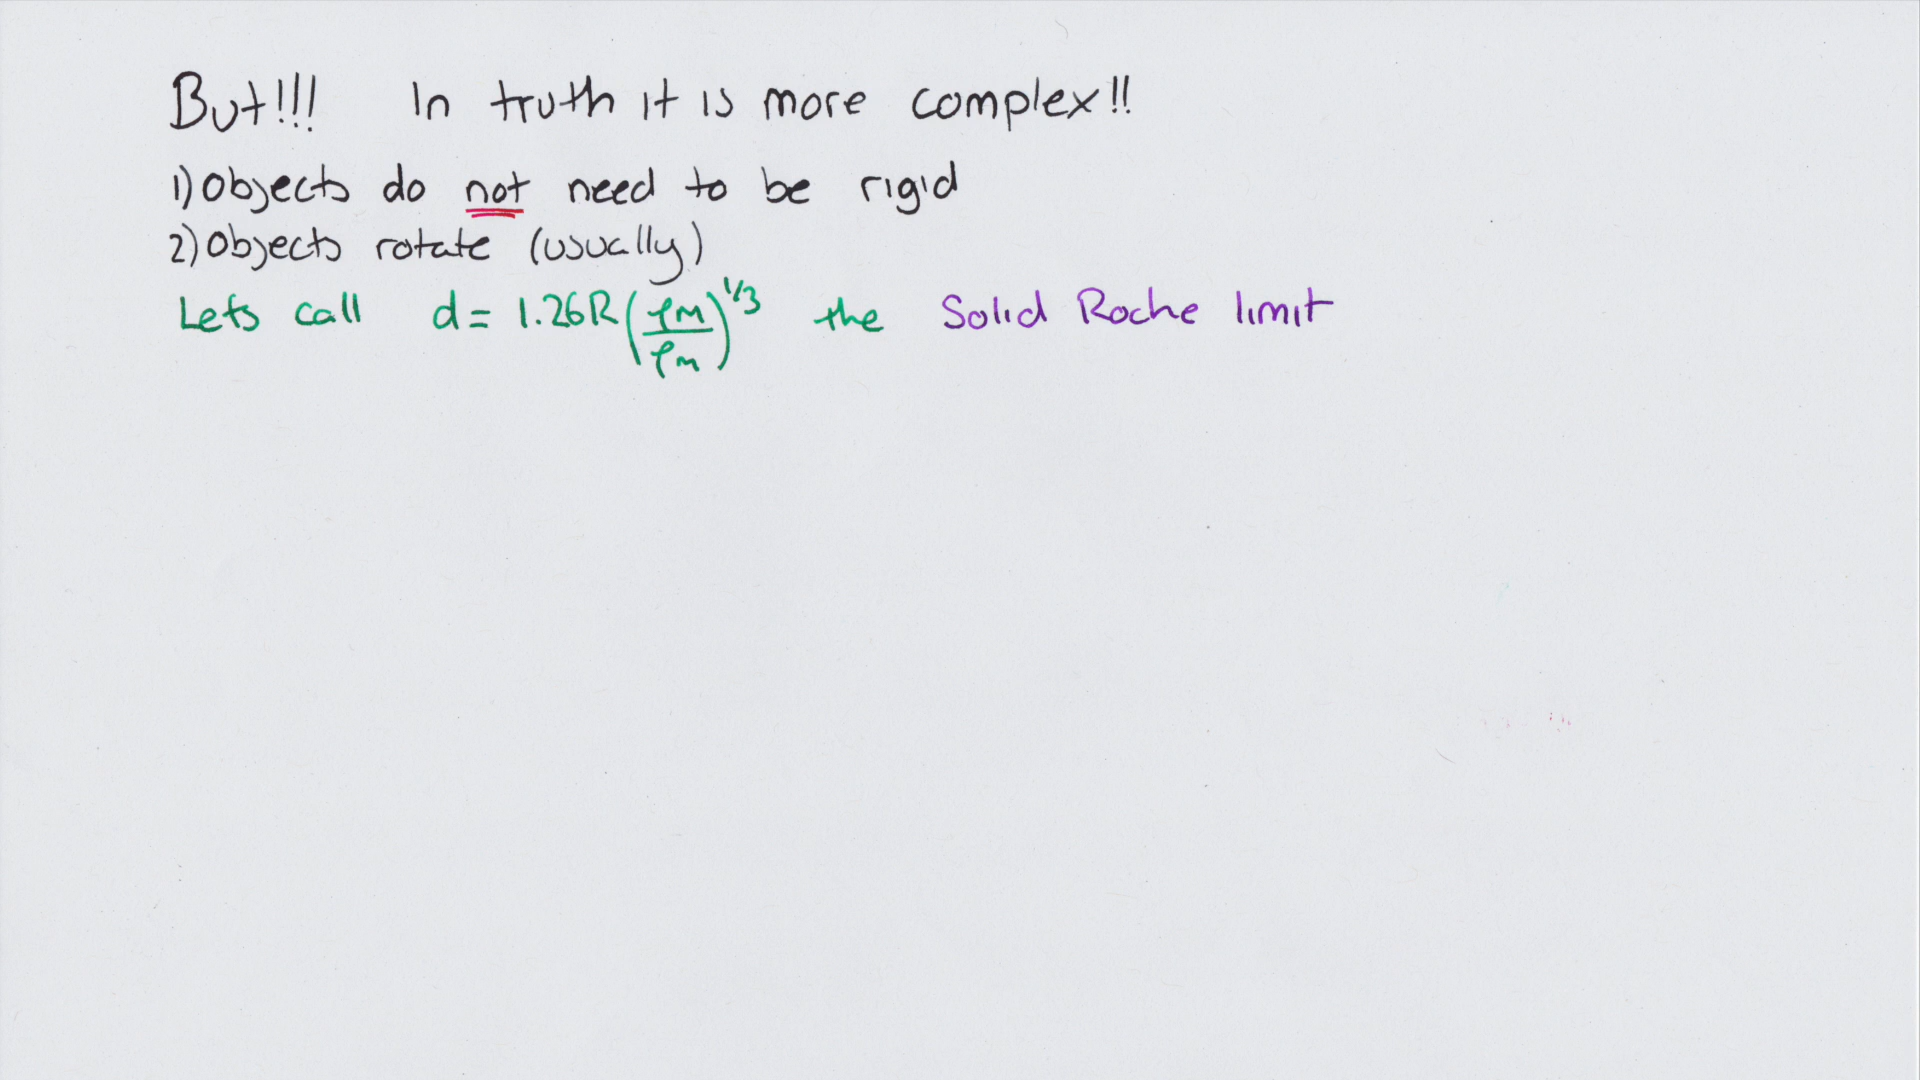 But!!! In truth it is more complex!!
1) Objects do not need to be rigid
2) Objects rotate (usually)
Lets call d = 1.26R (ρM/ρm)^1/3 the Solid Roche limit